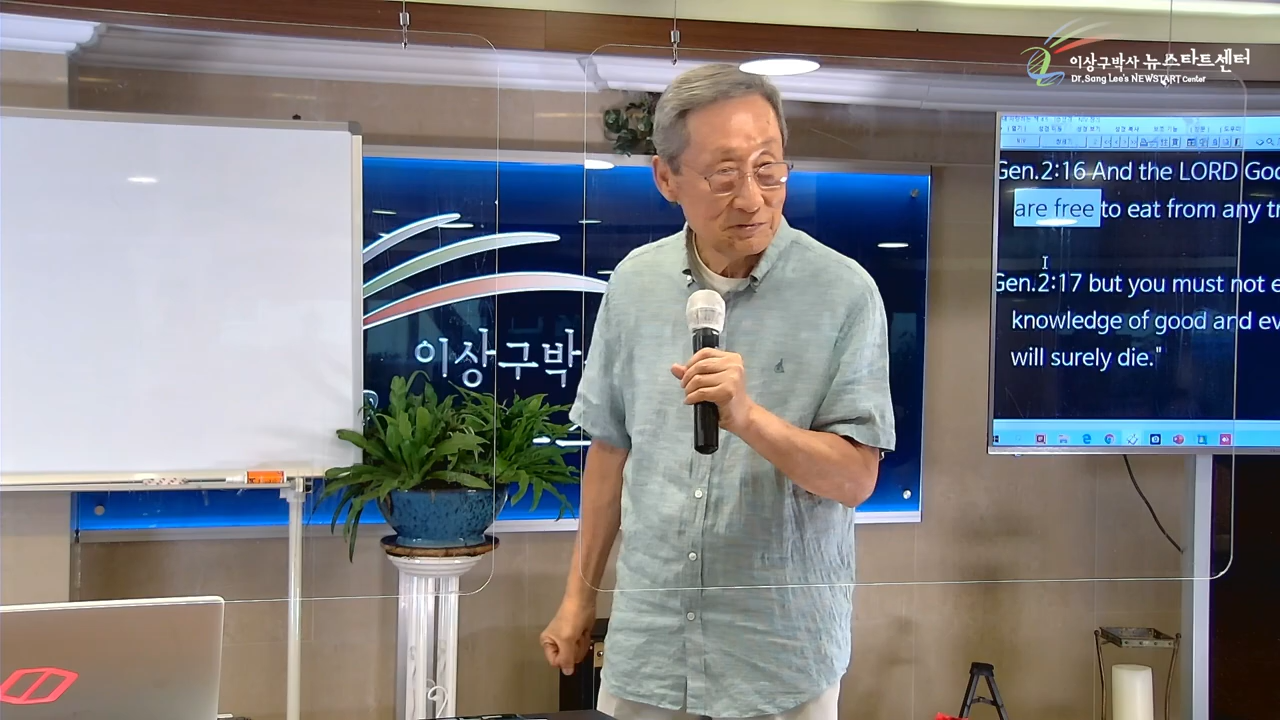 이상구박사 뉴스타트센터
Dr.Sang Lee's NEWSTART Center
Gen.2:16 And the LORD God
are free to eat from any
Gen.2:17 but you must not
knowledge of good and
will surely die."
이상구박